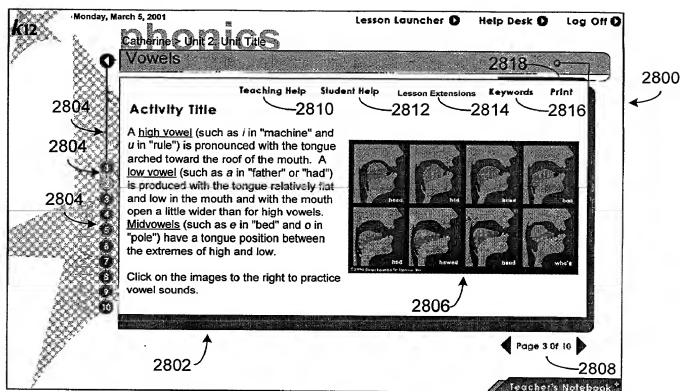 k12
Monday, March 5, 2001
Lesson Launcher
Help Desk
Log Off
phonics
Catherine > Unit 2: Unit Title
Vowels
2818
2800
Teaching Help
Student Help
Lesson Extensions
Keywords
Print
2804
2810
2812
2814
2816
Activity Title
2804
2804
A high vowel (such as i in "machine" and
u in "rule") is pronounced with the tongue
arched toward the roof of the mouth. A
low vowel (such as a in "father" or "had")
is produced with the tongue relatively flat
and low in the mouth and with the mouth
open a little wider than for high vowels.
Midvowels (such as e in "bed" and o in
"pole") have a tongue position between
the extremes of high and low.
Click on the images to the right to practice
vowel sounds.
3
4
5
6
7
8
9
10
heed
hid
had
hawed
who's
2806
2802
Page 3 Of 10
2808
Teacher's Notebook